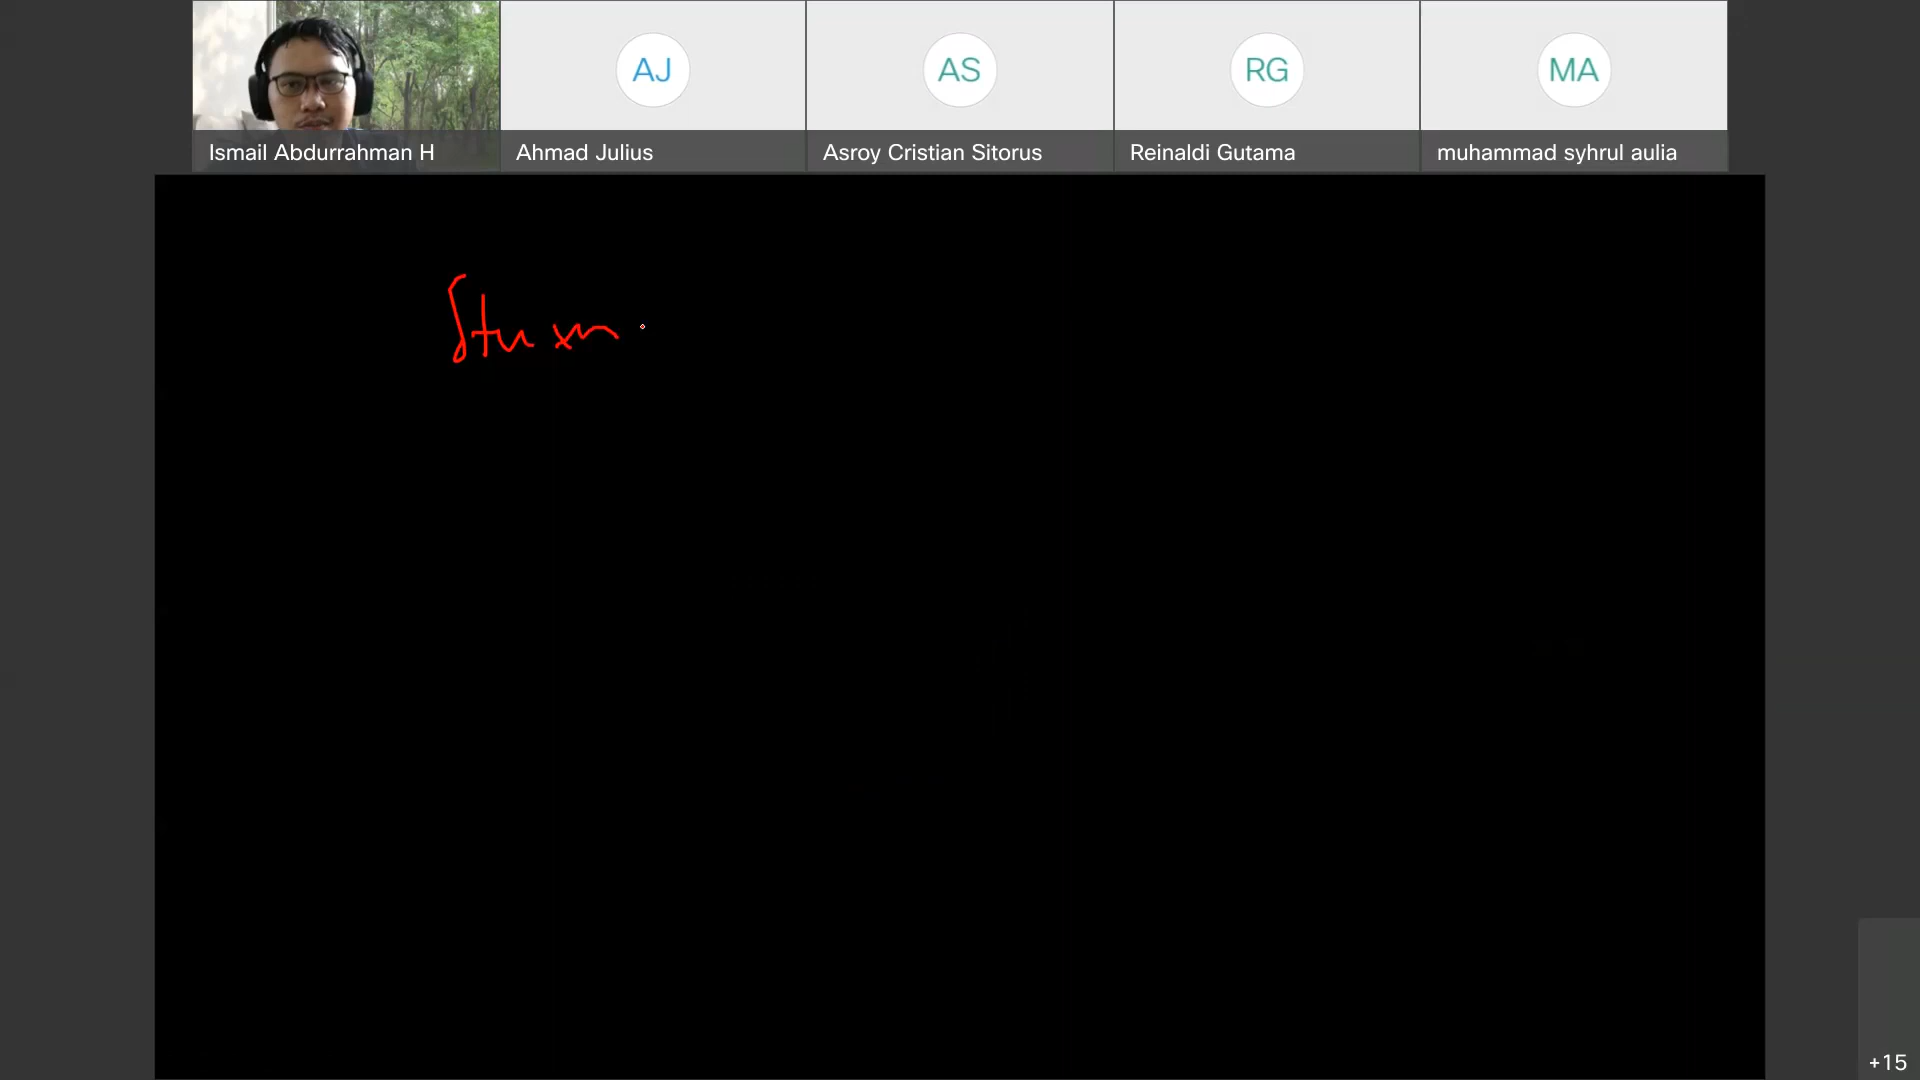 AJ
AS
RG
MA
Ismail Abdurrahman H
Ahmad Julius
Asroy Cristian Sitorus
Reinaldi Gutama
muhammad syhrul aulia
+15